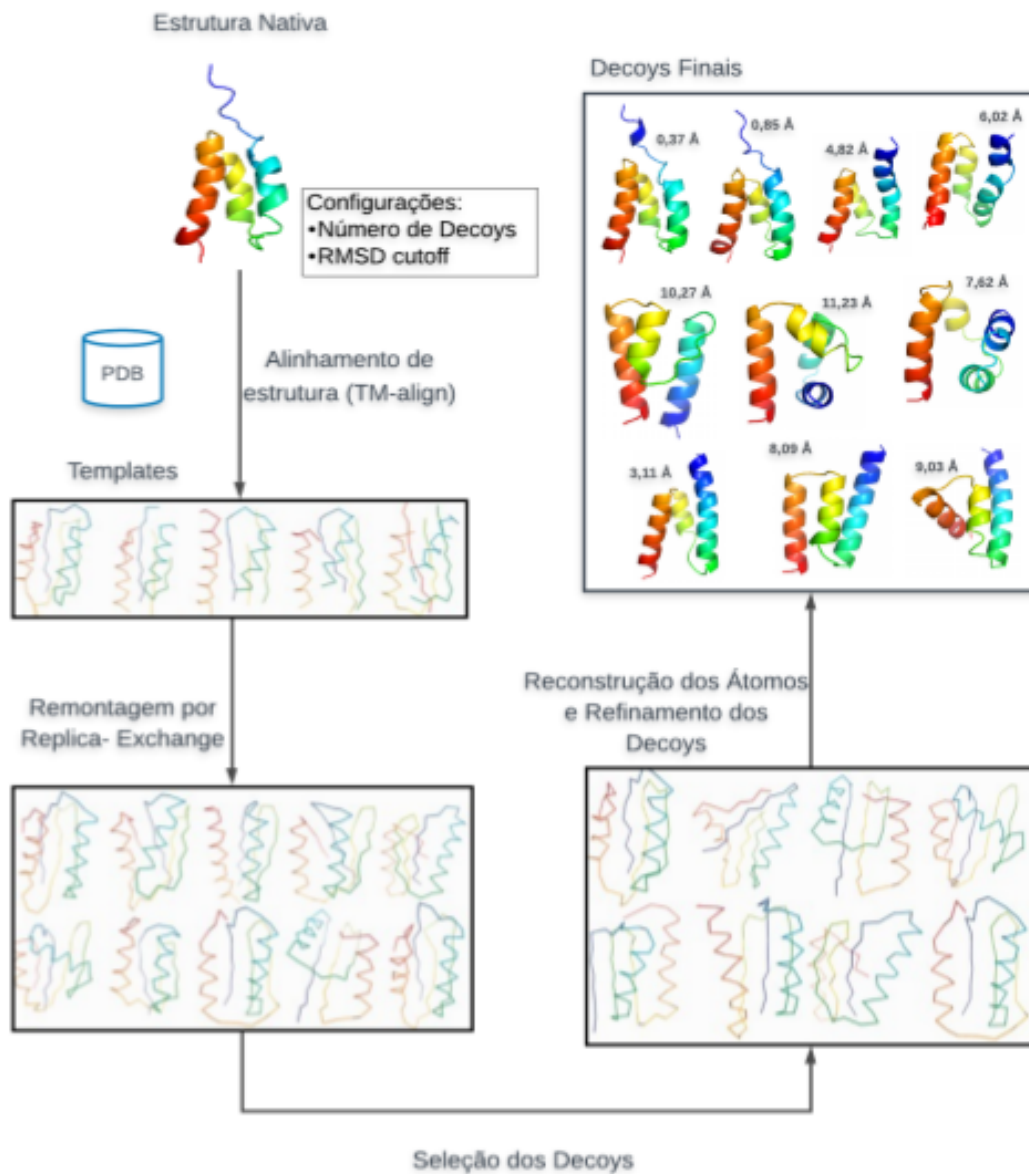 Estrutura Nativa
Configurações:
•Número de Decoys
•RMSD cutoff
PDB
Alinhamento de
estrutura (TM-align)
Templates
Remontagem por
Replica- Exchange
Seleção dos Decoys
Reconstrução dos Átomos
e Refinamento dos
Decoys
Decoys Finais
0,37 Å
0,85 Å
4,82 Å
6,02 Å
10,27 Å
11,23 Å
7,62 Å
3,11 Å
8,09 Å
9,03 Å